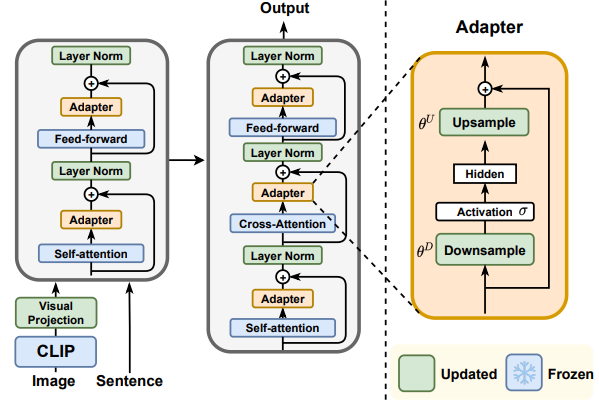 Layer Norm
+
Adapter
Feed-forward
Layer Norm
+
Adapter
Self-attention
Visual
Projection
CLIP
Image
Sentence
Output
Layer Norm
+
Adapter
Feed-forward
Layer Norm
+
Adapter
Cross-Attention
Layer Norm
+
Adapter
Self-attention
Adapter
+
θ^U Upsample
Hidden
Activation σ
θ^D Downsample
Updated
Frozen